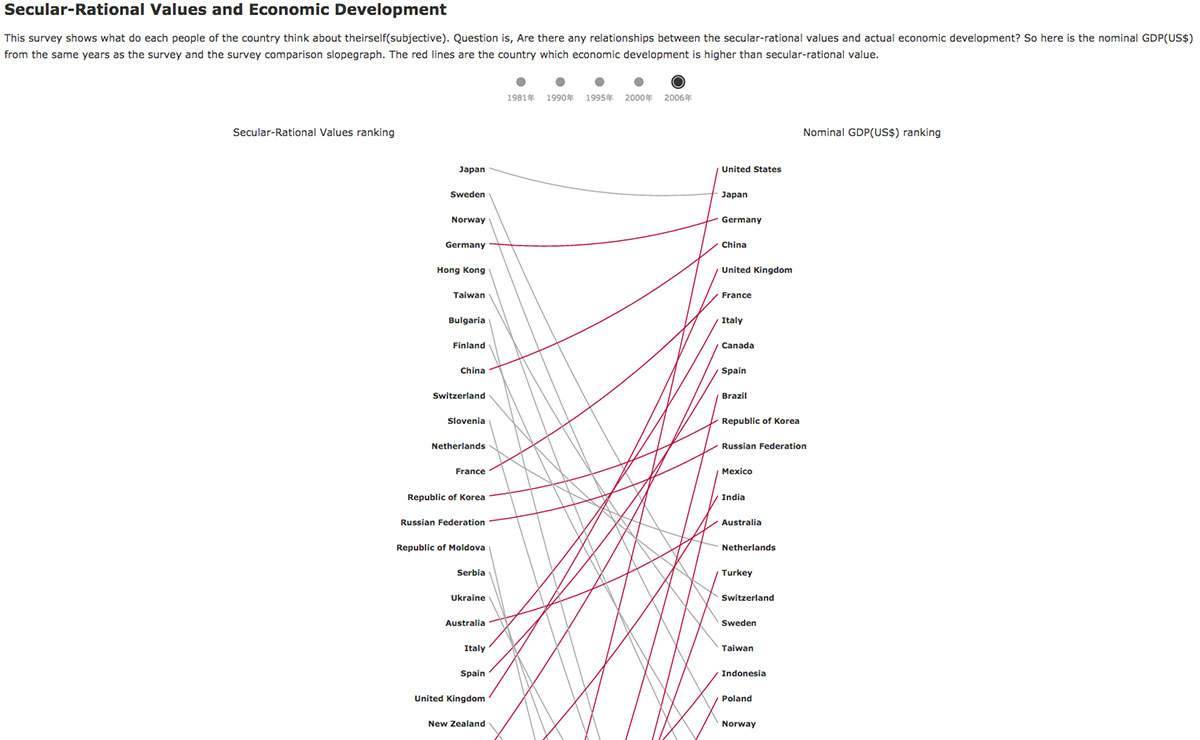 Secular-Rational Values and Economic Development
This survey shows what do each people of the country think about theirself(subjective). Question is, Are there any relationships between the secular-rational values and actual economic development? So here is the nominal GDP(US$)
from the same years as the survey and the survey comparison slopegraph. The red lines are the country which economic development is higher than secular-rational value.
1981年 1990年 1995年 2000年 2006年
Secular-Rational Values ranking Nominal GDP(US$) ranking
Japan United States
Sweden Japan
Norway Germany
Germany China
Hong Kong United Kingdom
Taiwan France
Bulgaria Italy
Finland Canada
China Spain
Switzerland Brazil
Slovenia Republic of Korea
Netherlands Russian Federation
France Mexico
Republic of Korea India
Russian Federation Australia
Republic of Moldova Netherlands
Serbia Turkey
Ukraine Switzerland
Australia Sweden
Italy Taiwan
Spain Indonesia
United Kingdom Poland
New Zealand Norway